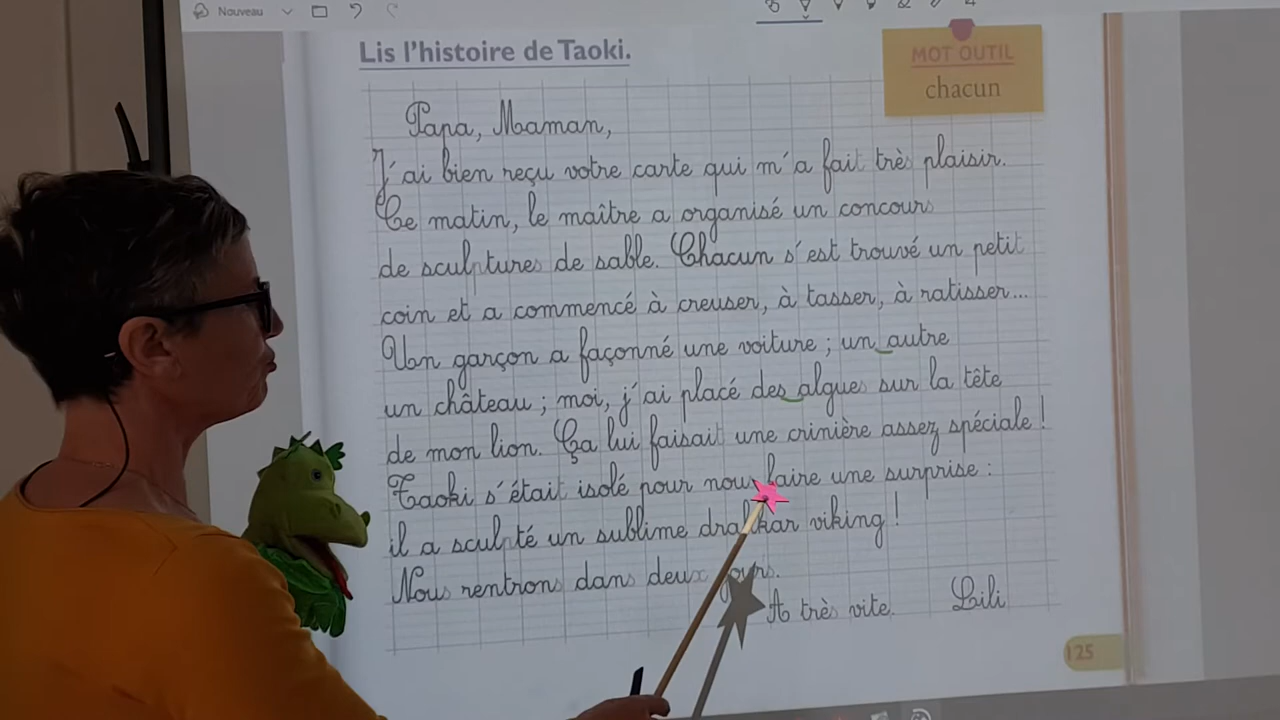 Nouveau
Lis l'histoire de Taoki.
MOT OUTIL
chacun
Papa, Maman,
J'ai bien reçu votre carte qui m'a fait très plaisir.
Ce matin, le maître a organisé un concours
de sculptures de sable. Chacun s'est trouvé un petit
coin et a commencé à creuser, à tasser, à ratisser...
Un garçon a façonné une voiture ; un autre
un château ; moi, j'ai placé des algues sur la tête
de mon lion. Ça lui faisait une crinière assez spéciale !
Taoki s'était isolé pour nous faire une surprise :
il a sculpté un sublime drakkar viking !
Nous rentrons dans deux jours.
A très vite. Lili
125